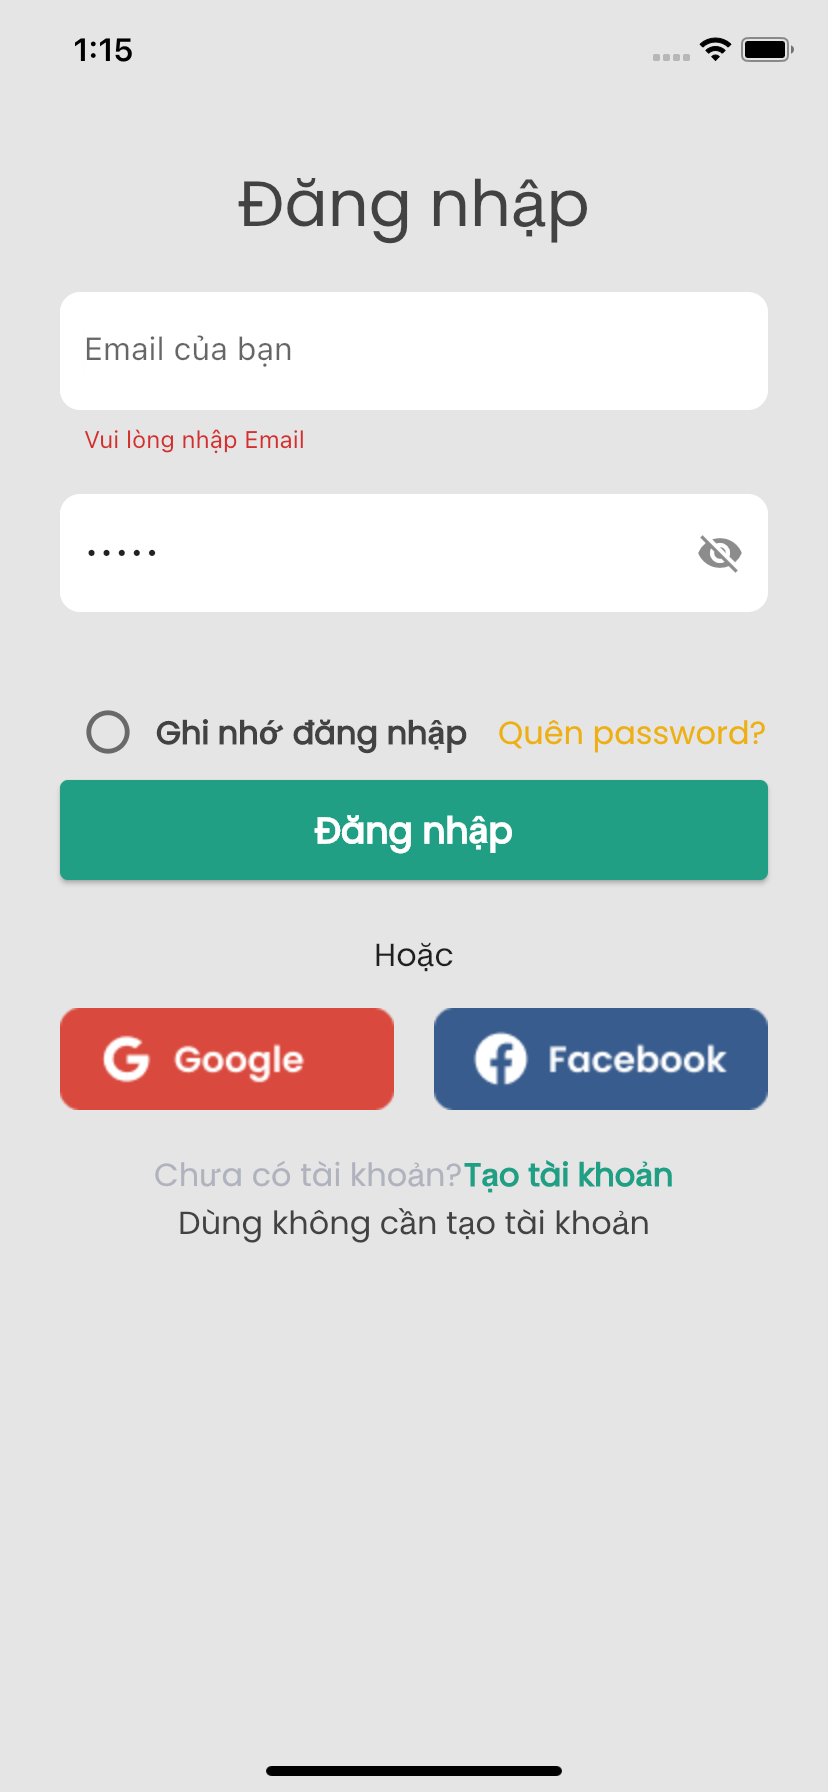 1:15
Đăng nhập
Email của bạn
Vui lòng nhập Email
•••••
Ghi nhớ đăng nhập Quên password?
Đăng nhập
Hoặc
Google Facebook
Chưa có tài khoản?Tạo tài khoản
Dùng không cần tạo tài khoản